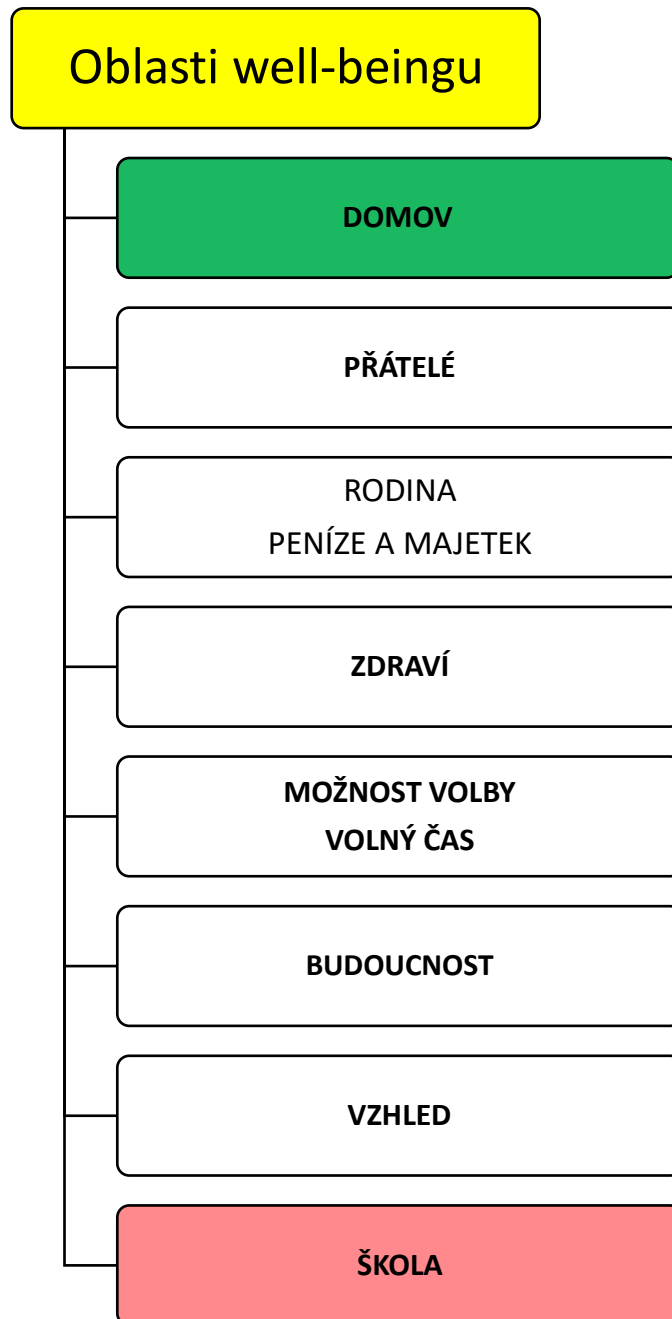 Oblasti well-beingu
DOMOV
PŘÁTELÉ
RODINA
PENÍZE A MAJETEK
ZDRAVÍ
MOŽNOST VOLBY
VOLNÝ ČAS
BUDOUCNOST
VZHLED
ŠKOLA